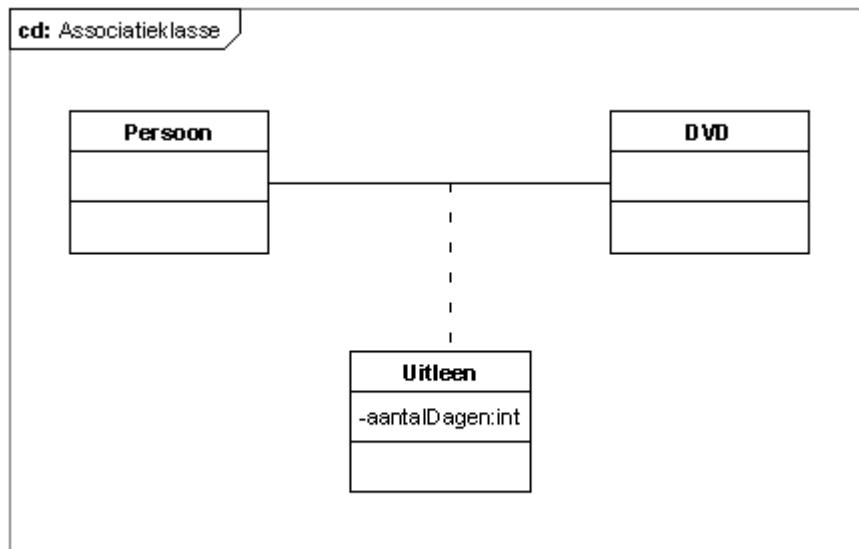 cd: Associatieklasse
Persoon
DVD
Uitleen
-aantalDagen:int